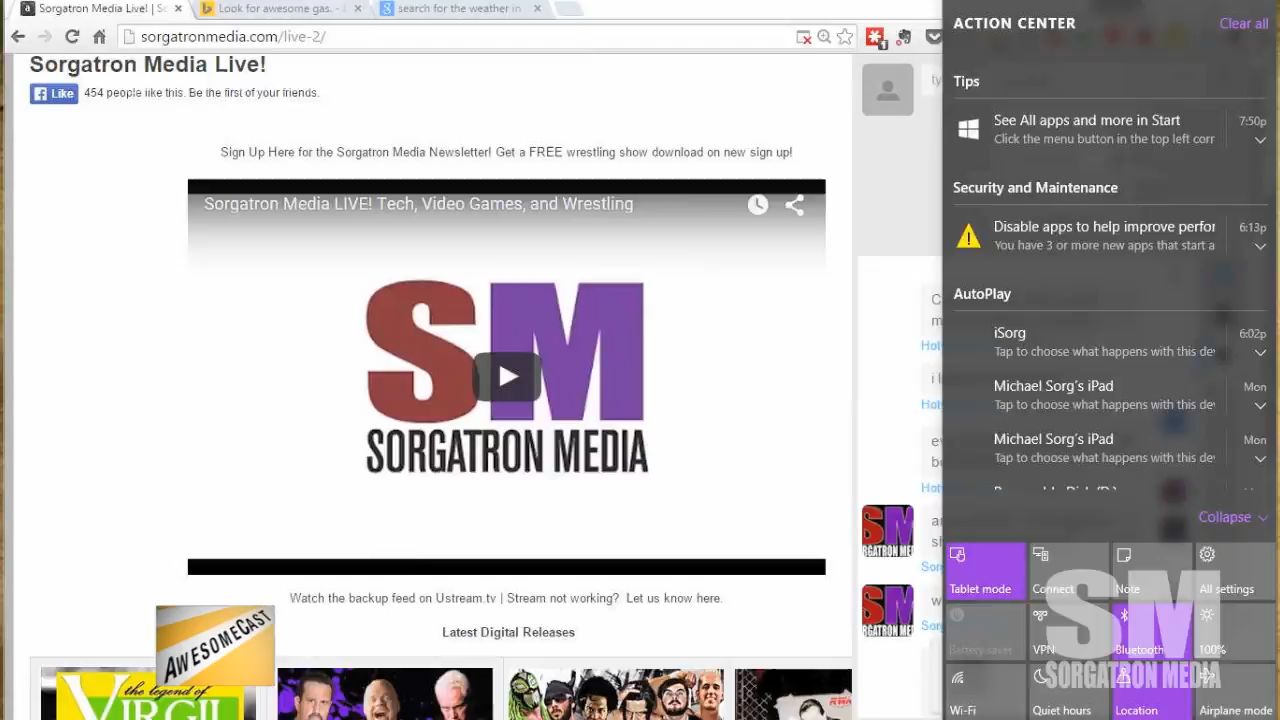 Sorgatron Media Live! | S
Look for awesome gas. -
search for the weather in
sorgatronmedia.com/live-2/
Sorgatron Media Live!
Like 454 people like this. Be the first of your friends.
Sign Up Here for the Sorgatron Media Newsletter! Get a FREE wrestling show download on new sign up!
Sorgatron Media LIVE! Tech, Video Games, and Wrestling
SM
SORGATRON MEDIA
Watch the backup feed on Ustream.tv | Stream not working? Let us know here.
Latest Digital Releases
AWESOMECAST
the legend of
VIRGIL
ACTION CENTER
Clear all
Tips
See All apps and more in Start 7:50p
Click the menu button in the top left corr
Security and Maintenance
Disable apps to help improve perfor 6:13p
You have 3 or more new apps that start a
AutoPlay
iSorg 6:02p
Tap to choose what happens with this dev
Michael Sorg's iPad Mon
Tap to choose what happens with this dev
Michael Sorg's iPad Mon
Tap to choose what happens with this dev
Collapse
Tablet mode Connect Note All settings
Battery saver VPN Bluetooth 100%
Wi-Fi Quiet hours Location Airplane mode
SM
SORGATRON MEDIA